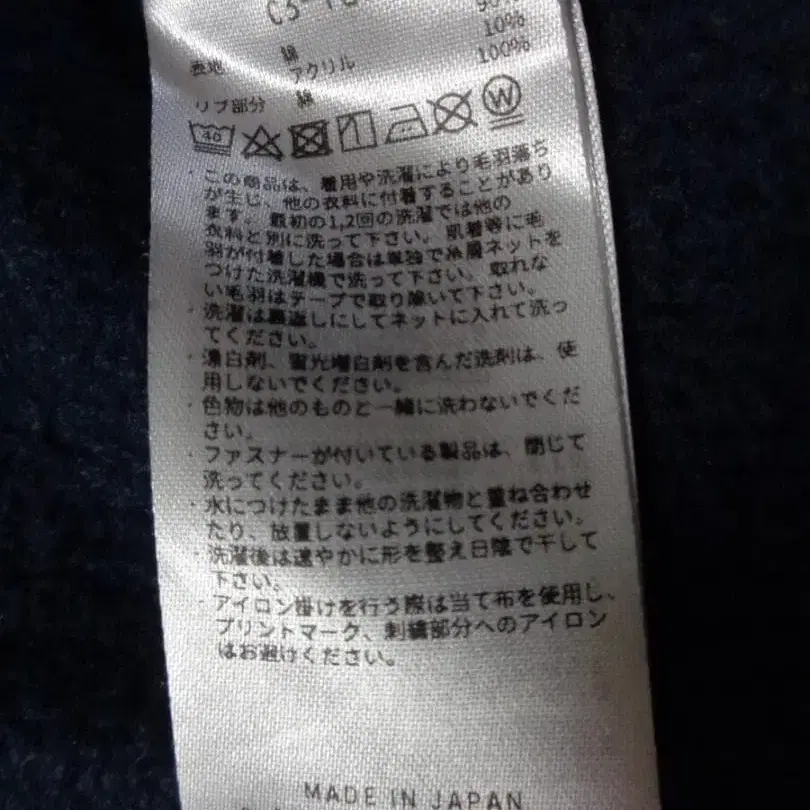 表地 綿
アクリル 10%
リブ部分 綿 100%
40 W
・この商品は、着用や洗濯により毛羽落ち
が生じ、他の衣料に付着することがあり
ます。最初の1,2回の洗濯では他の
衣料と別に洗って下さい。肌着等に毛
羽が付着した場合は単独で糸屑ネットを
つけた洗濯機で洗って下さい。取れな
い毛羽はテープで取り除いて下さい。
・洗濯は裏返しにしてネットに入れて洗っ
てください。
・漂白剤、蛍光増白剤を含んだ洗剤は、使
用しないでください。
・色物は他のものと一緒に洗わないでくだ
さい。
・ファスナーが付いている製品は、閉じて
洗ってください。
・水につけたまま他の洗濯物と重ね合わせ
たり、放置しないようにしてください。
・洗濯後は速やかに形を整え日陰で干して
下さい。
・アイロン掛けを行う際は当て布を使用し、
プリントマーク、刺繍部分へのアイロン
はお避けください。
MADE IN JAPAN